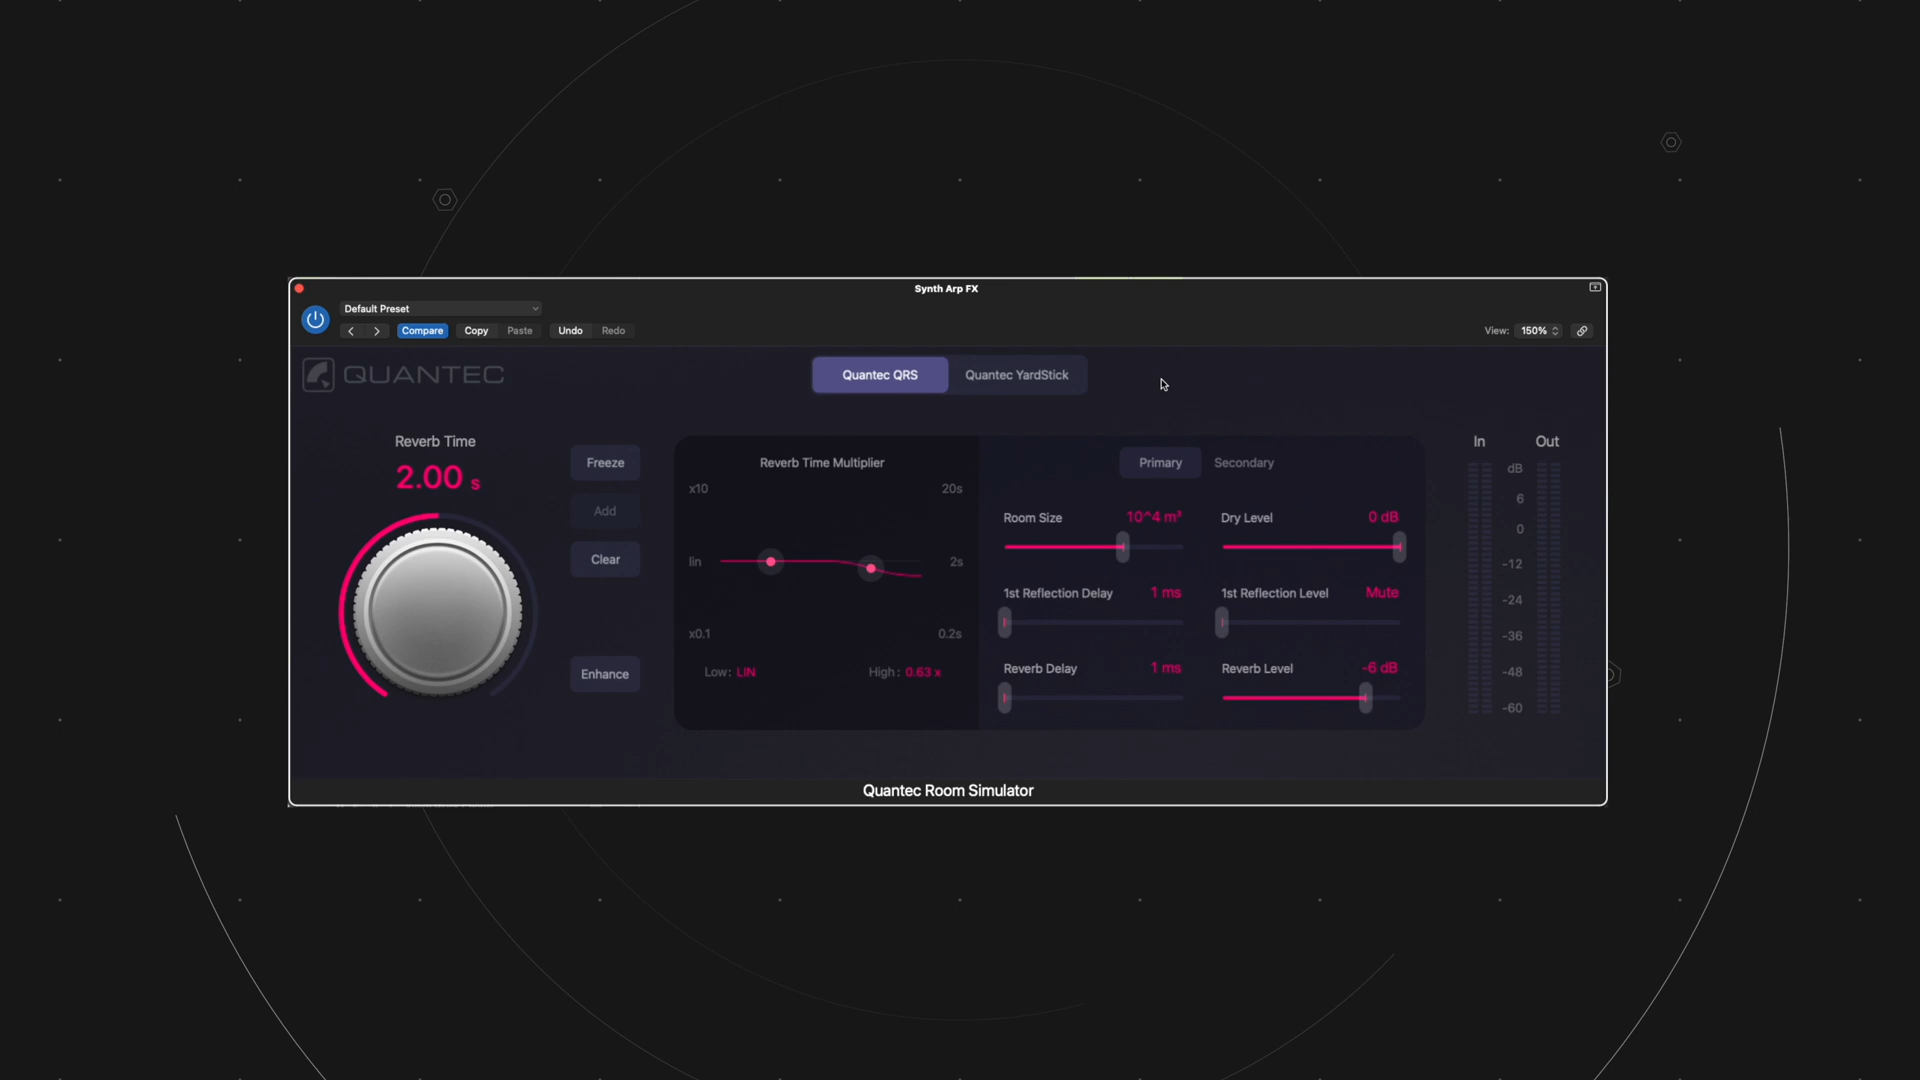 Synth Arp FX
Default Preset
Compare Copy Paste Undo Redo
View: 150%
QUANTEC
Quantec QRS Quantec YardStick
Reverb Time
2.00 s
Freeze
Add
Clear
Enhance
Reverb Time Multiplier
x10 20s
lin 2s
x0.1 0.2s
Low: LIN High: 0.63 x
Primary Secondary
Room Size 10^4 m³ Dry Level 0 dB
1st Reflection Delay 1 ms 1st Reflection Level Mute
Reverb Delay 1 ms Reverb Level -6 dB
In Out
dB
6
0
-12
-24
-36
-48
-60
Quantec Room Simulator